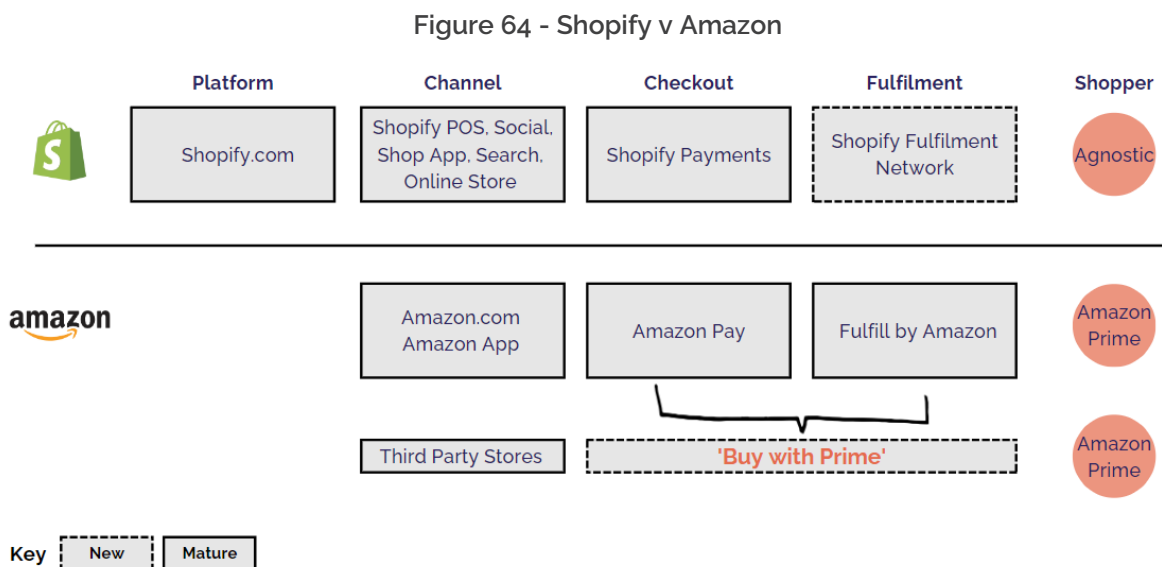 Figure 64 - Shopify v Amazon
Platform
Channel
Checkout
Fulfilment
Shopper
S
Shopify.com
Shopify POS, Social,
Shop App, Search,
Online Store
Shopify Payments
Shopify Fulfilment
Network
Agnostic
amazon
Amazon.com
Amazon App
Amazon Pay
Fulfill by Amazon
Amazon
Prime
Third Party Stores
'Buy with Prime'
Amazon
Prime
Key
New
Mature